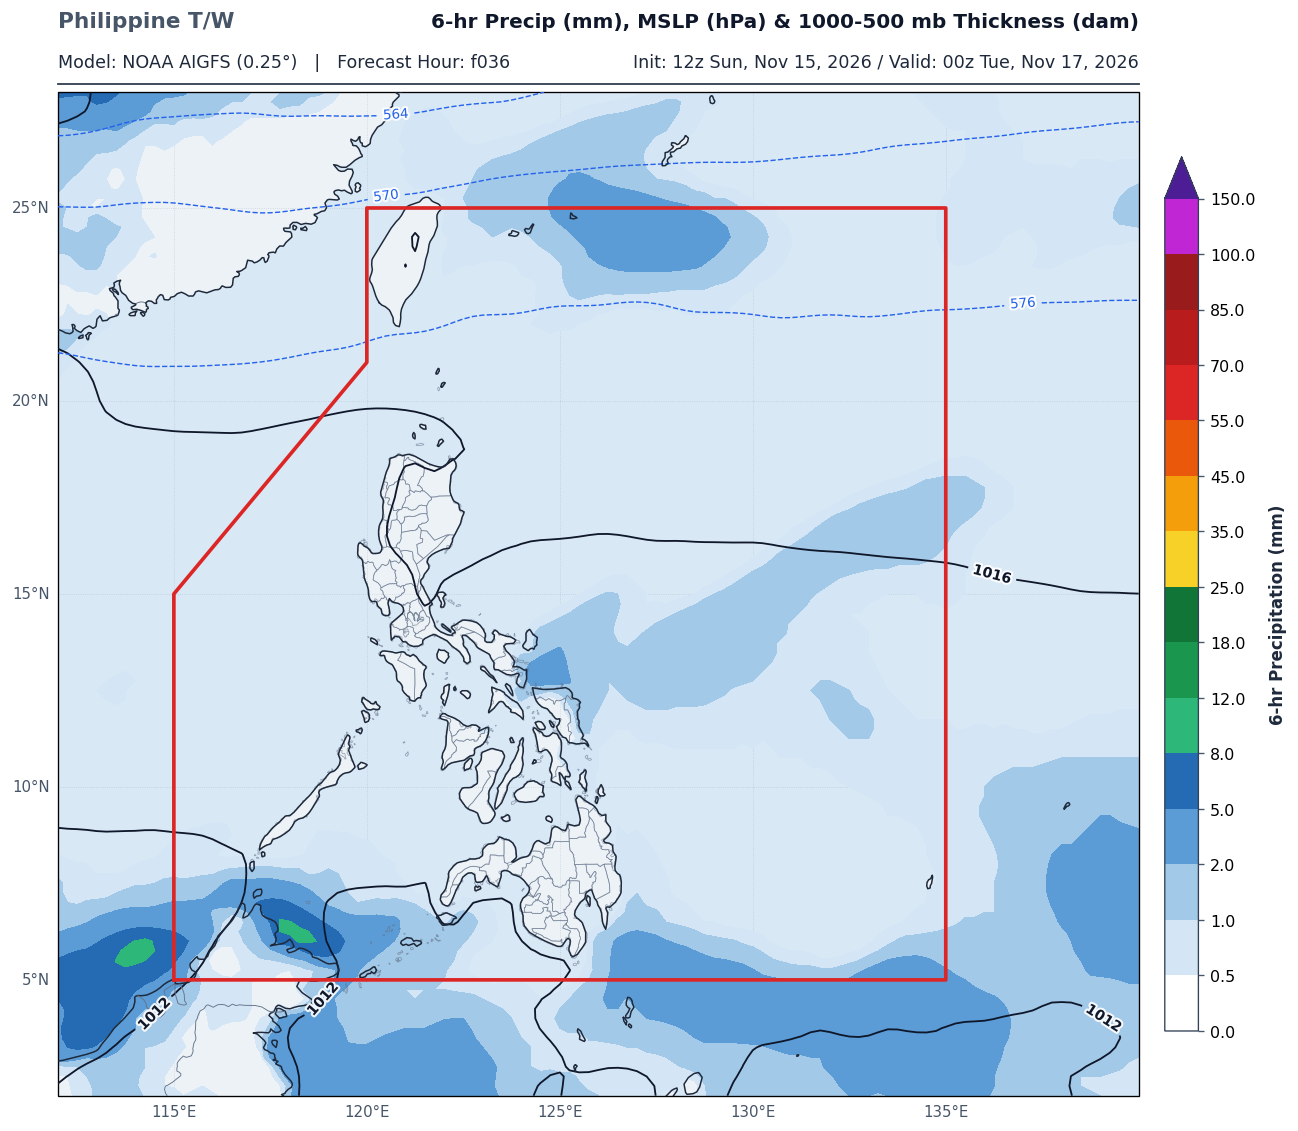 Philippine T/W
6-hr Precip (mm), MSLP (hPa) & 1000-500 mb Thickness (dam)
Model: NOAA AIGFS (0.25°)   |   Forecast Hour: f036
Init: 12z Sun, Nov 15, 2026 / Valid: 00z Tue, Nov 17, 2026
564
570
576
1016
1012
1012
1012
25°N
20°N
15°N
10°N
5°N
115°E
120°E
125°E
130°E
135°E
150.0
100.0
85.0
70.0
55.0
45.0
35.0
25.0
18.0
12.0
8.0
5.0
2.0
1.0
0.5
0.0
6-hr Precipitation (mm)